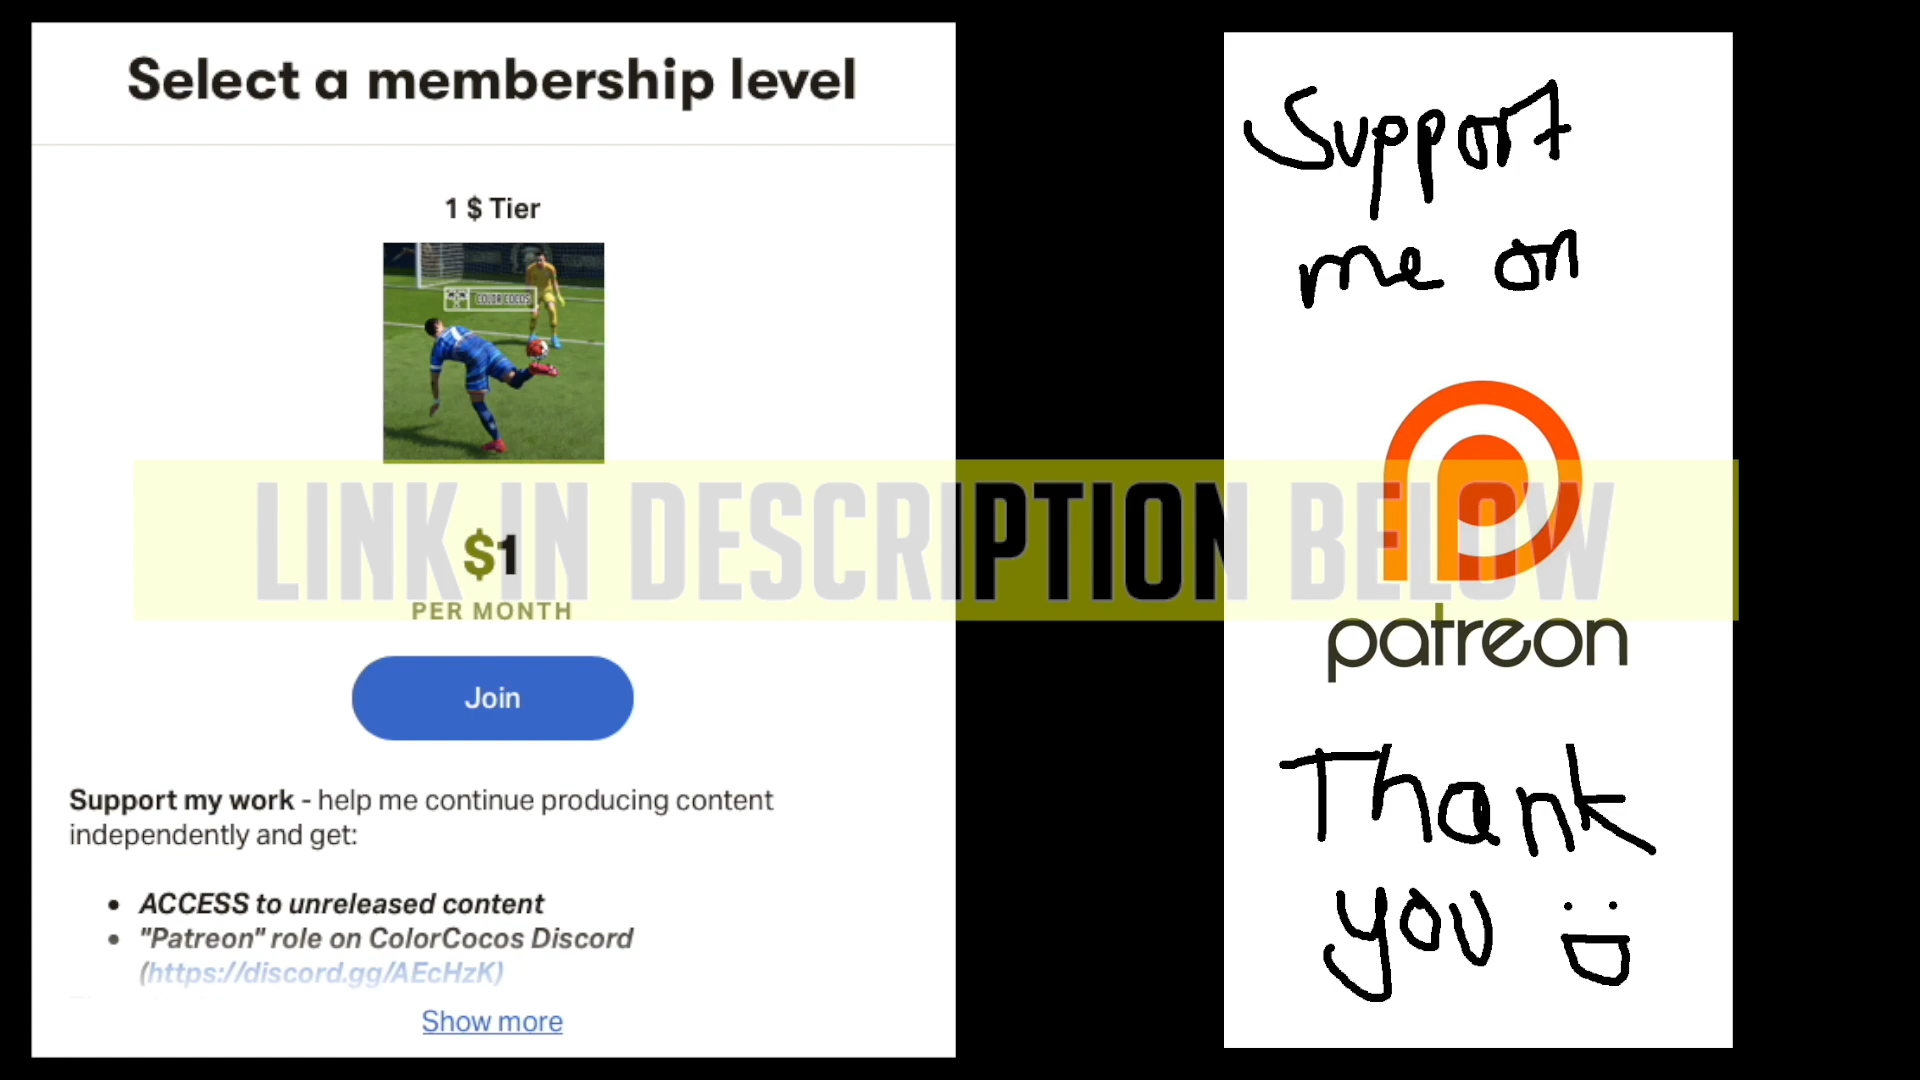 Select a membership level
1 $ Tier
COLOR COCOS
LINK IN DESCRIPTION BELOW
$1
PER MONTH
Join
Support my work - help me continue producing content
independently and get:
• ACCESS to unreleased content
• "Patreon" role on ColorCocos Discord
(https://discord.gg/AEcHzK)
Show more
Support
me on
patreon
Thank
you :D